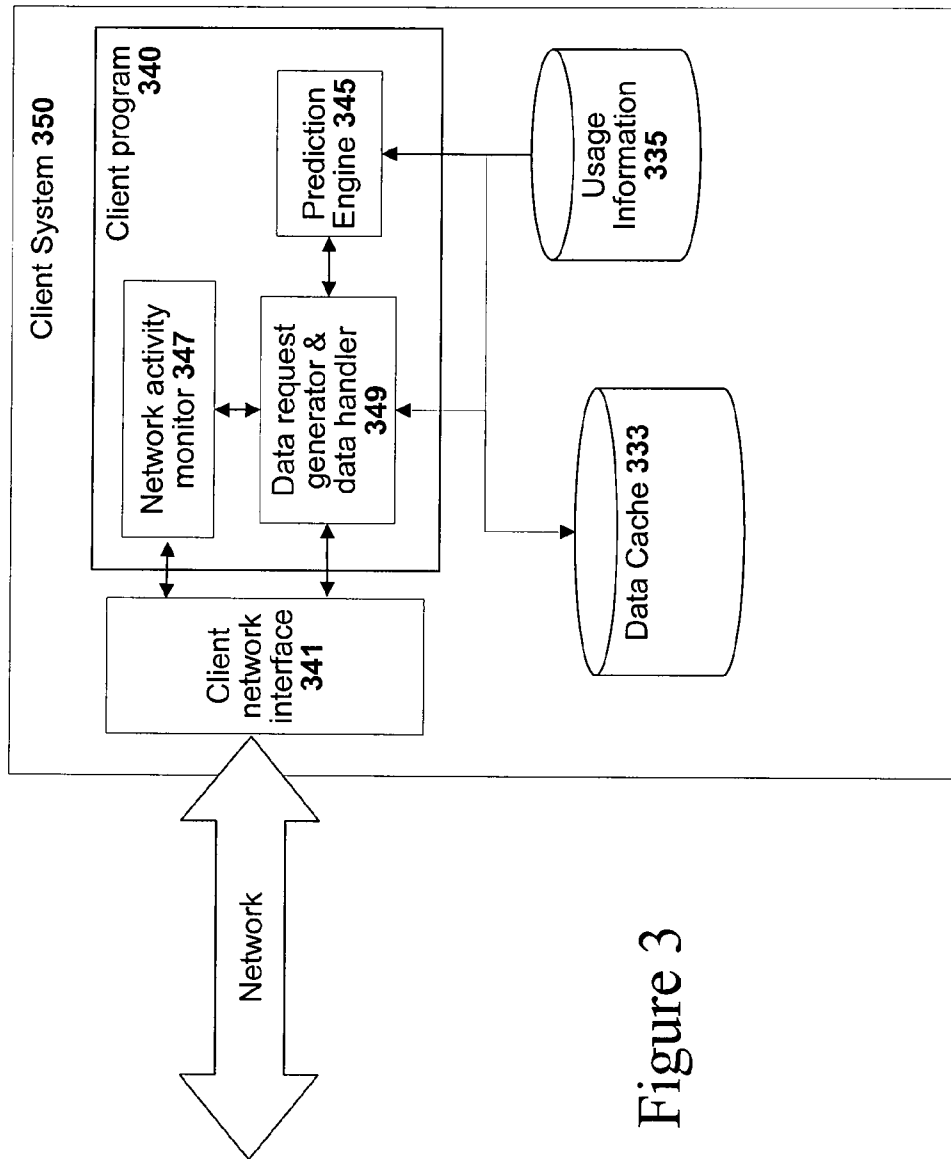 Client System 350
Client program
340
Network activity
monitor 347
Prediction
Engine 345
Data request
generator &
data handler
349
Client
network
interface
341
Network
Data Cache 333
Usage
Information
335
Figure 3